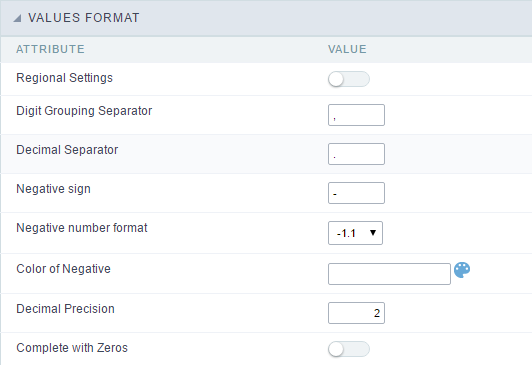 VALUES FORMAT
ATTRIBUTE VALUE
Regional Settings
Digit Grouping Separator ,
Decimal Separator .
Negative sign -
Negative number format -1.1
Color of Negative
Decimal Precision 2
Complete with Zeros